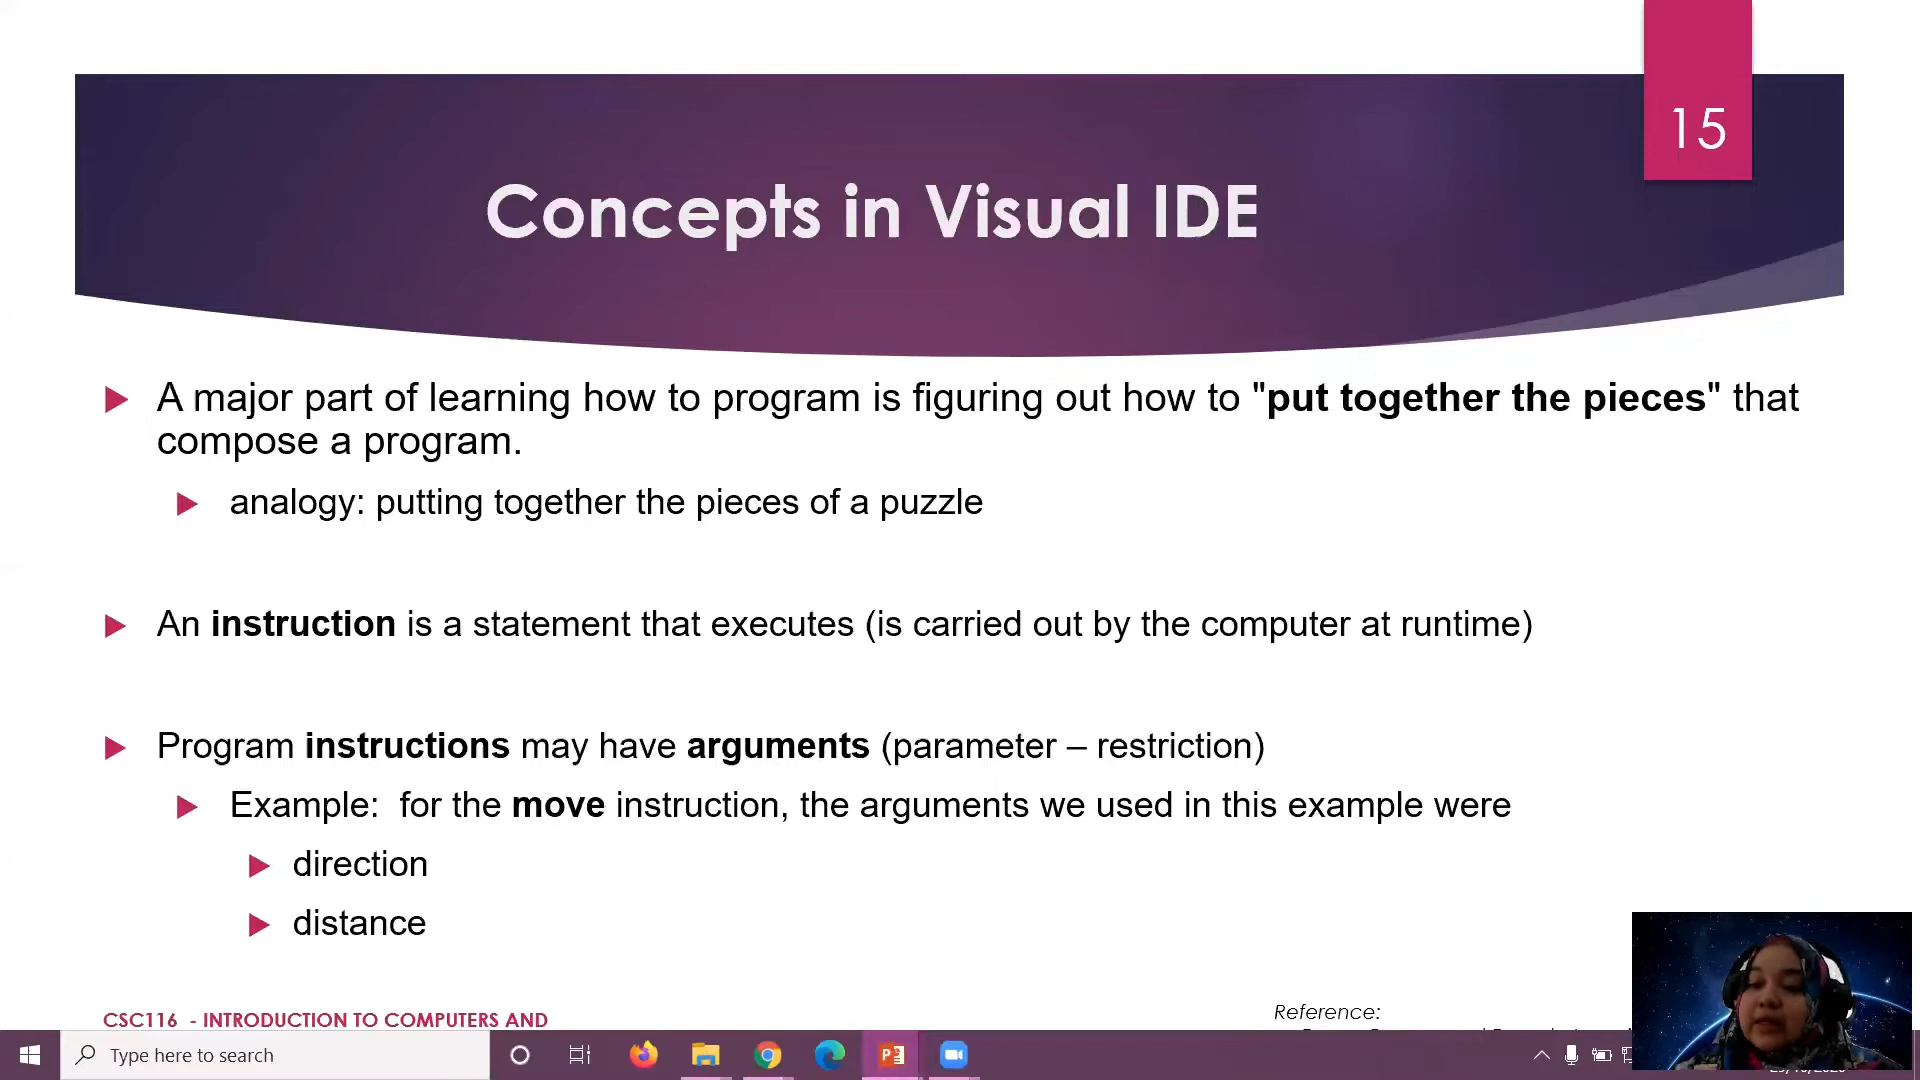 15
Concepts in Visual IDE
A major part of learning how to program is figuring out how to "put together the pieces" that
compose a program.
analogy: putting together the pieces of a puzzle
An instruction is a statement that executes (is carried out by the computer at runtime)
Program instructions may have arguments (parameter – restriction)
Example: for the move instruction, the arguments we used in this example were
direction
distance
CSC116 - INTRODUCTION TO COMPUTERS AND
Reference:
Type here to search